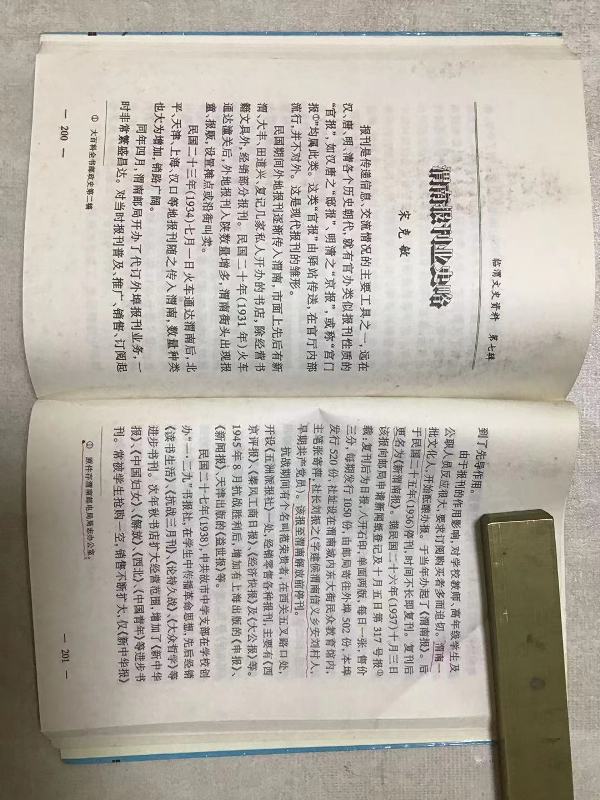 临渭文史资料 第七辑
渭南报刊业史略
宋克敏
报刊是传递信息、交流情况的主要工具之一,远在
汉、唐、明、清各个历史朝代,就有官办类似报刊性质的
“官报”,如汉唐之“邸报”、明清之“京报”,或称“宫门
报①”均属此类。这类“官报”由驿站传送,在官厅内部
流行,并不对外。这是现代报刊的雏形。
民国期间外地报刊逐渐传入渭南,市面上先后有新
渭、大丰、田道兴、复记几家私人开办的书店,除经营书
籍文具外,经销部分报刊。民国二十年(1931年)火车
通达潼关后,外地报刊入陕数量增多,渭南街头出现报
童、报贩,设置摊点或沿街叫卖。
民国二十三年(1934)七月一日火车通达渭南后,北
平、天津、上海、汉口等地报刊随之传入渭南,数量种类
也大为增加,销路广阔。
同年四月,渭南邮局开办了代订外埠报刊业务,一
时非常繁盛昌达。对当时报刊普及、推广、销售、订阅起
① 大百科全书邮政史第二稿
— 200 —
到了先导作用。
由于报刊的作用影响,对学校教师、高年级学生及
公职人员反应很大,要求订阅购买者多而迫切。渭南一
批文化人,开始酝酿办报。于当年办起了《渭南报》。后
于民国二十五年(1936)停刊,时间不长即复刊。复刊后
更名为《新渭南报》。据民国二十六年(1937)十月三日
该报向邮局申请新闻纸登记及十月五日第317号报①
载:复刊后为日报,八开石印,单面两版,每日一张,售价
三分,每期发行1050份,由邮局寄往外埠502份,本埠
发行520份,社址设在渭南城内东大街民众教育馆内,
主笔张寄萍,社长刘振之(字建侯渭南信义乡安刘村人,
早期共产党员)。该报至渭南解放前停刊。
抗战期间有个名叫范荣贵者,在西关五叉路口处,
开设《五洲派报社》一处,经销零售各种报刊,主要有《西
京评报》、《秦风工商日报》、《经济快报》及《大公报》等。
1945年8月抗战胜利后,增加有上海出版的《申报》、
《新闻报》、天津出版的《益世报》等。
民国二十七年(1938),中共故市中学支部在学校创
办“一·二九”书报社,在学生中传播革命思想,先后经销
《读书生活》、《抗战三月刊》、《论持久战》、《大众哲学》等
进步书刊。次年秋书店扩大经营范围,增加了《新中华
报》、《中国妇女》、《解放》、《西北》、《中国青年》等进步书
刊。常被学生抢购一空,销售不断扩大,仅《新中华报》
① 原件存渭南邮电局局志办公室。
— 201 —